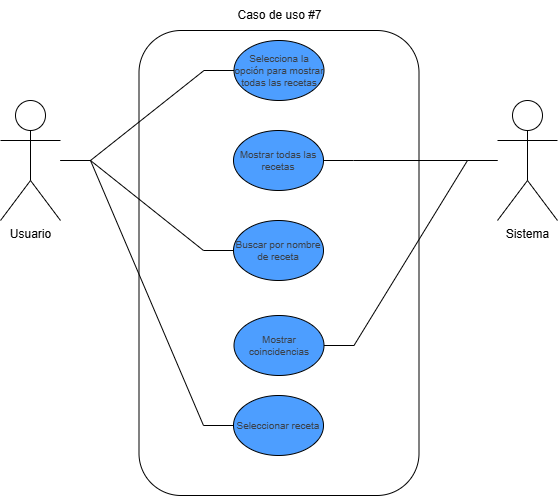 Caso de uso #7
Selecciona la
opción para mostrar
todas las recetas
Mostrar todas las
recetas
Usuario
Sistema
Buscar por nombre
de receta
Mostrar
coincidencias
Seleccionar receta